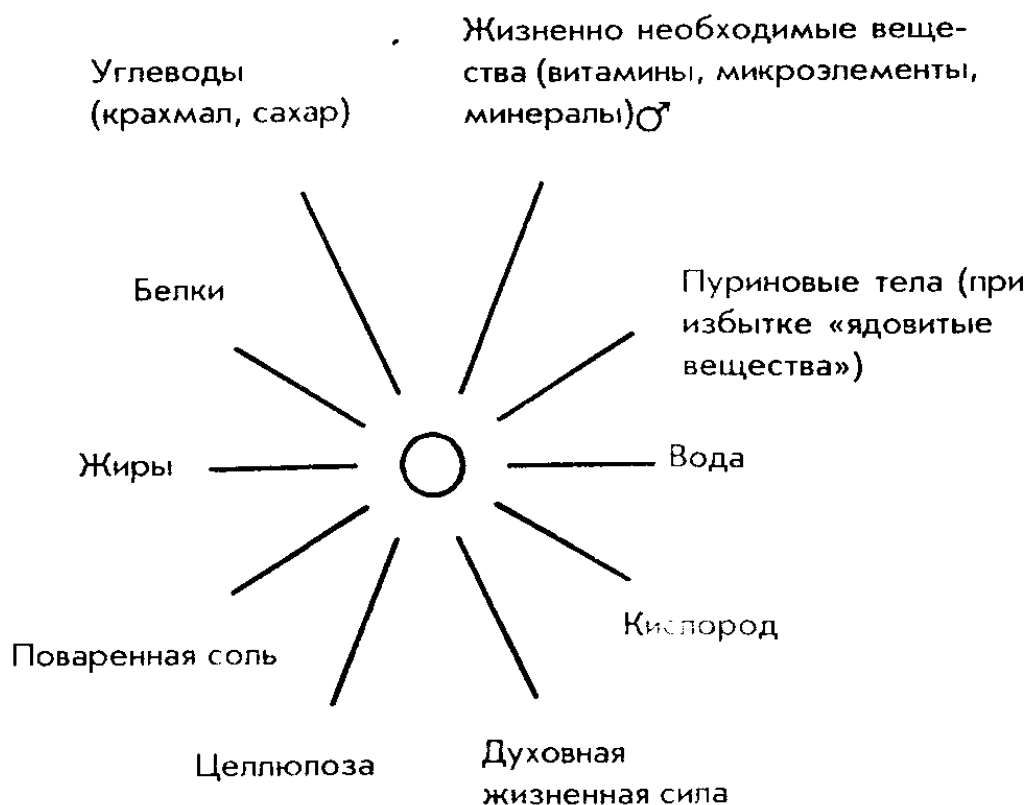 Углеводы
(крахмал, сахар)
Жизненно необходимые веще-
ства (витамины, микроэлементы,
минералы)♂
Белки
Пуриновые тела (при
избытке «ядовитые
вещества»)
Жиры
Вода
Кислород
Поваренная соль
Целлюлоза
Духовная
жизненная сила